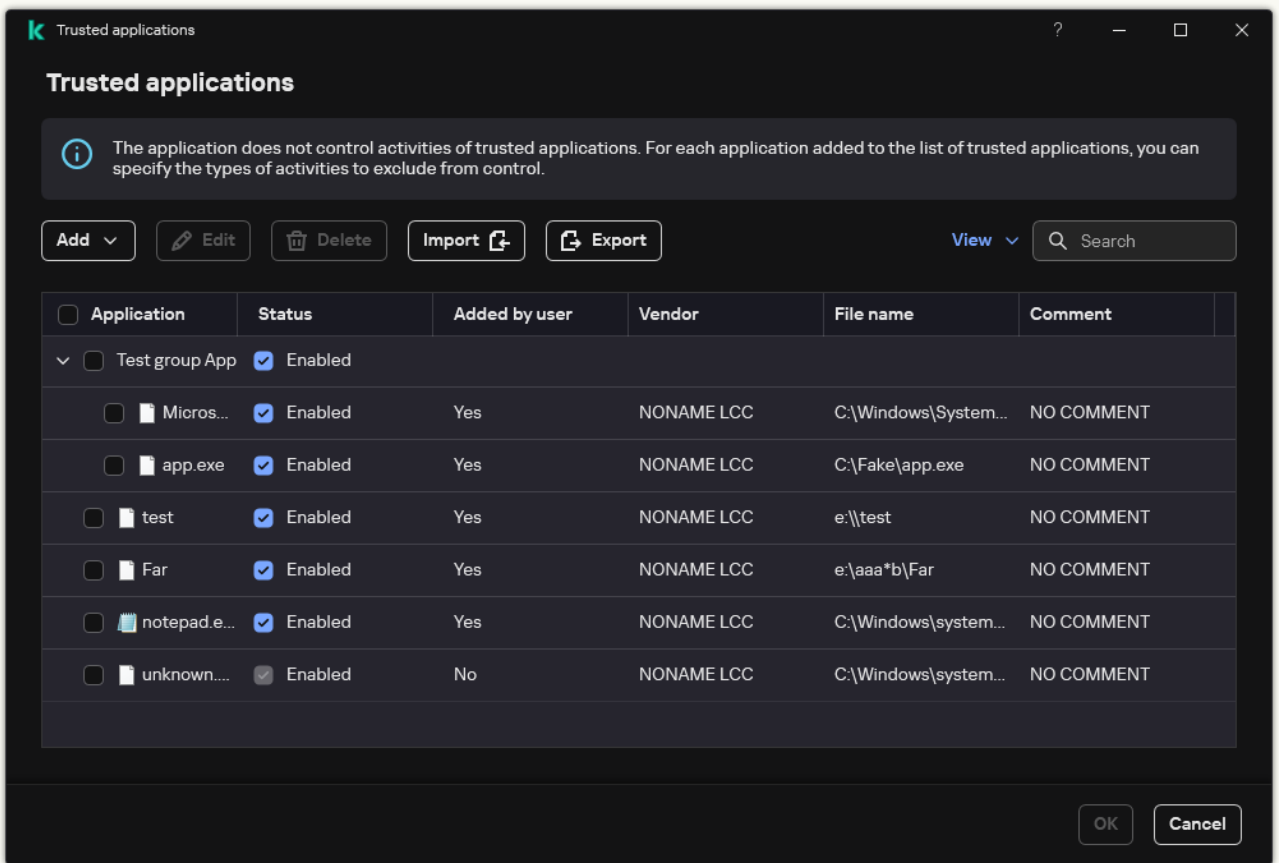 Trusted applications
?
Trusted applications
The application does not control activities of trusted applications. For each application added to the list of trusted applications, you can
specify the types of activities to exclude from control.
Add Edit Delete Import Export View Search
Application Status Added by user Vendor File name Comment
Test group App Enabled
Micros... Enabled Yes NONAME LCC C:\Windows\System... NO COMMENT
app.exe Enabled Yes NONAME LCC C:\Fake\app.exe NO COMMENT
test Enabled Yes NONAME LCC e:\\test NO COMMENT
Far Enabled Yes NONAME LCC e:\aaa*b\Far NO COMMENT
notepad.e... Enabled Yes NONAME LCC C:\Windows\system... NO COMMENT
unknown.... Enabled No NONAME LCC C:\Windows\system... NO COMMENT
OK Cancel